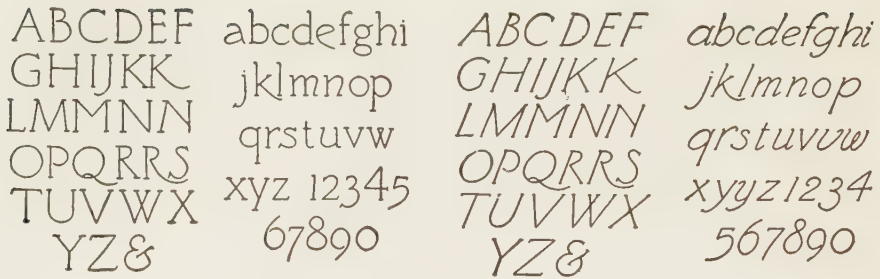 ABCDEF
GHIJKK
LMMNN
OPQRRS
TUVWX
YZ&
abcdefghi
jklmnop
qrstuvw
xyz 12345
67890
ABCDEF
GHIJKK
LMMNN
OPQRRS
TUVWX
YZ&
abcdefghi
jklmnop
qrstuvvw
xyyz1234
567890